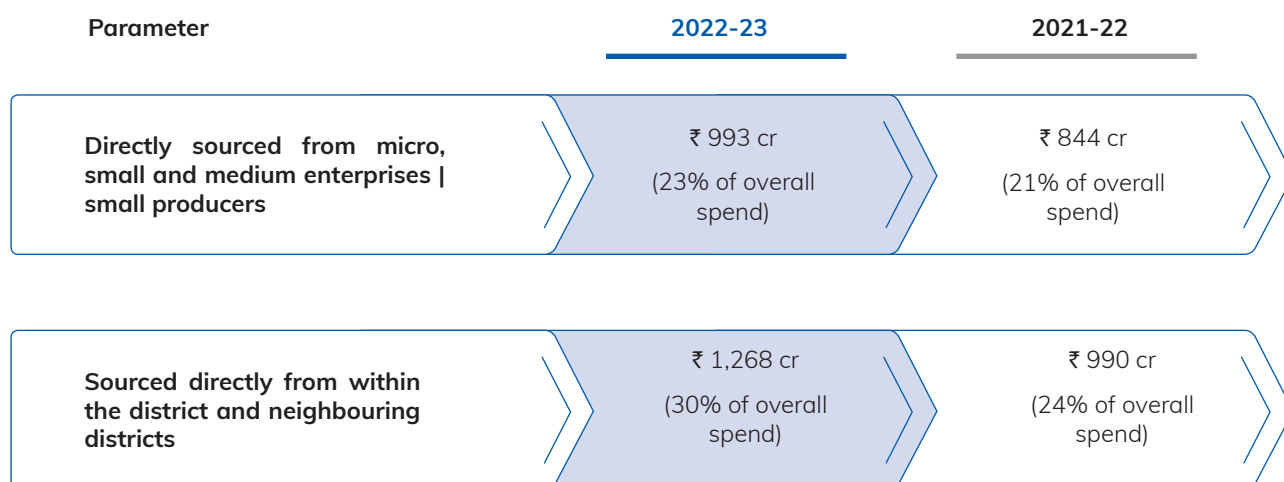 Parameter
2022-23
2021-22
Directly sourced from micro,
small and medium enterprises |
small producers
₹ 993 cr
(23% of overall
spend)
₹ 844 cr
(21% of overall
spend)
Sourced directly from within
the district and neighbouring
districts
₹ 1,268 cr
(30% of overall
spend)
₹ 990 cr
(24% of overall
spend)